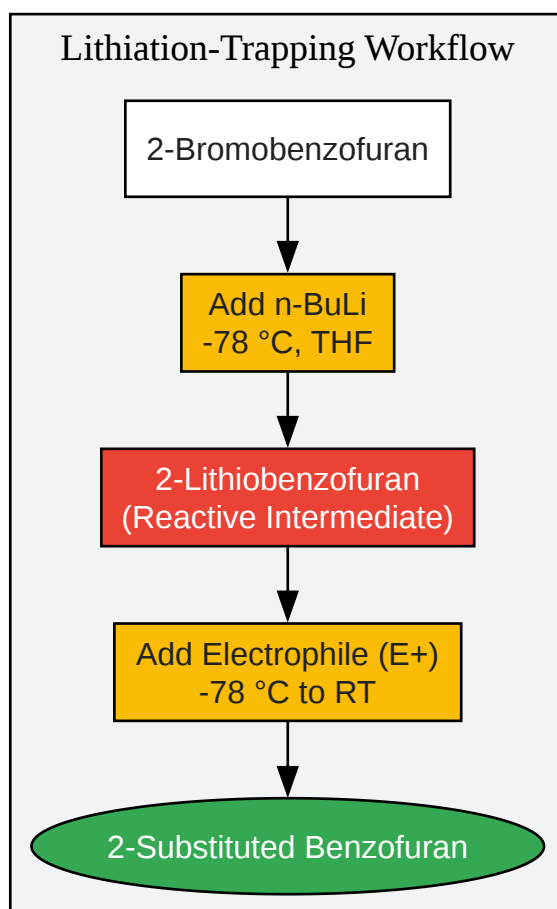 Lithiation-Trapping Workflow
2-Bromobenzofuran
Add n-BuLi
-78 °C, THF
2-Lithiobenzofuran
(Reactive Intermediate)
Add Electrophile (E+)
-78 °C to RT
2-Substituted Benzofuran